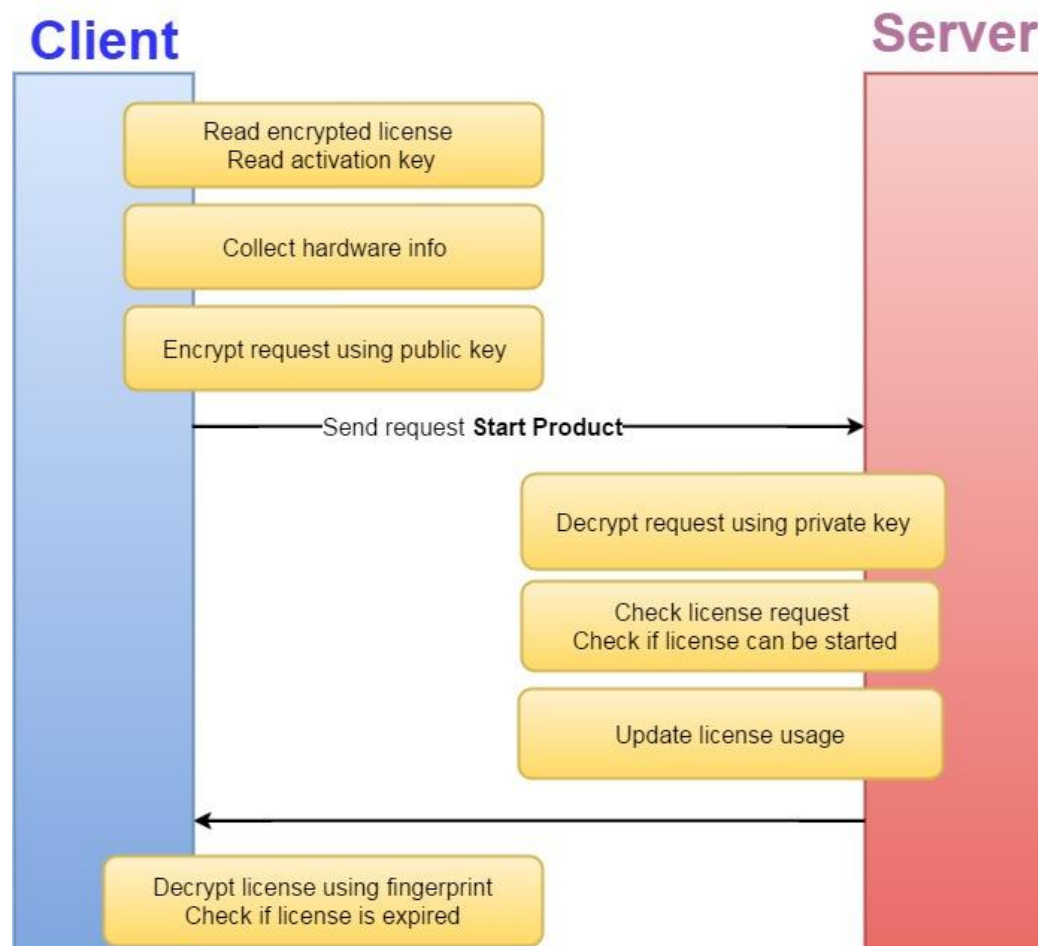 Client
Server
Read encrypted license
Read activation key
Collect hardware info
Encrypt request using public key
Send request Start Product
Decrypt request using private key
Check license request
Check if license can be started
Update license usage
Decrypt license using fingerprint
Check if license is expired